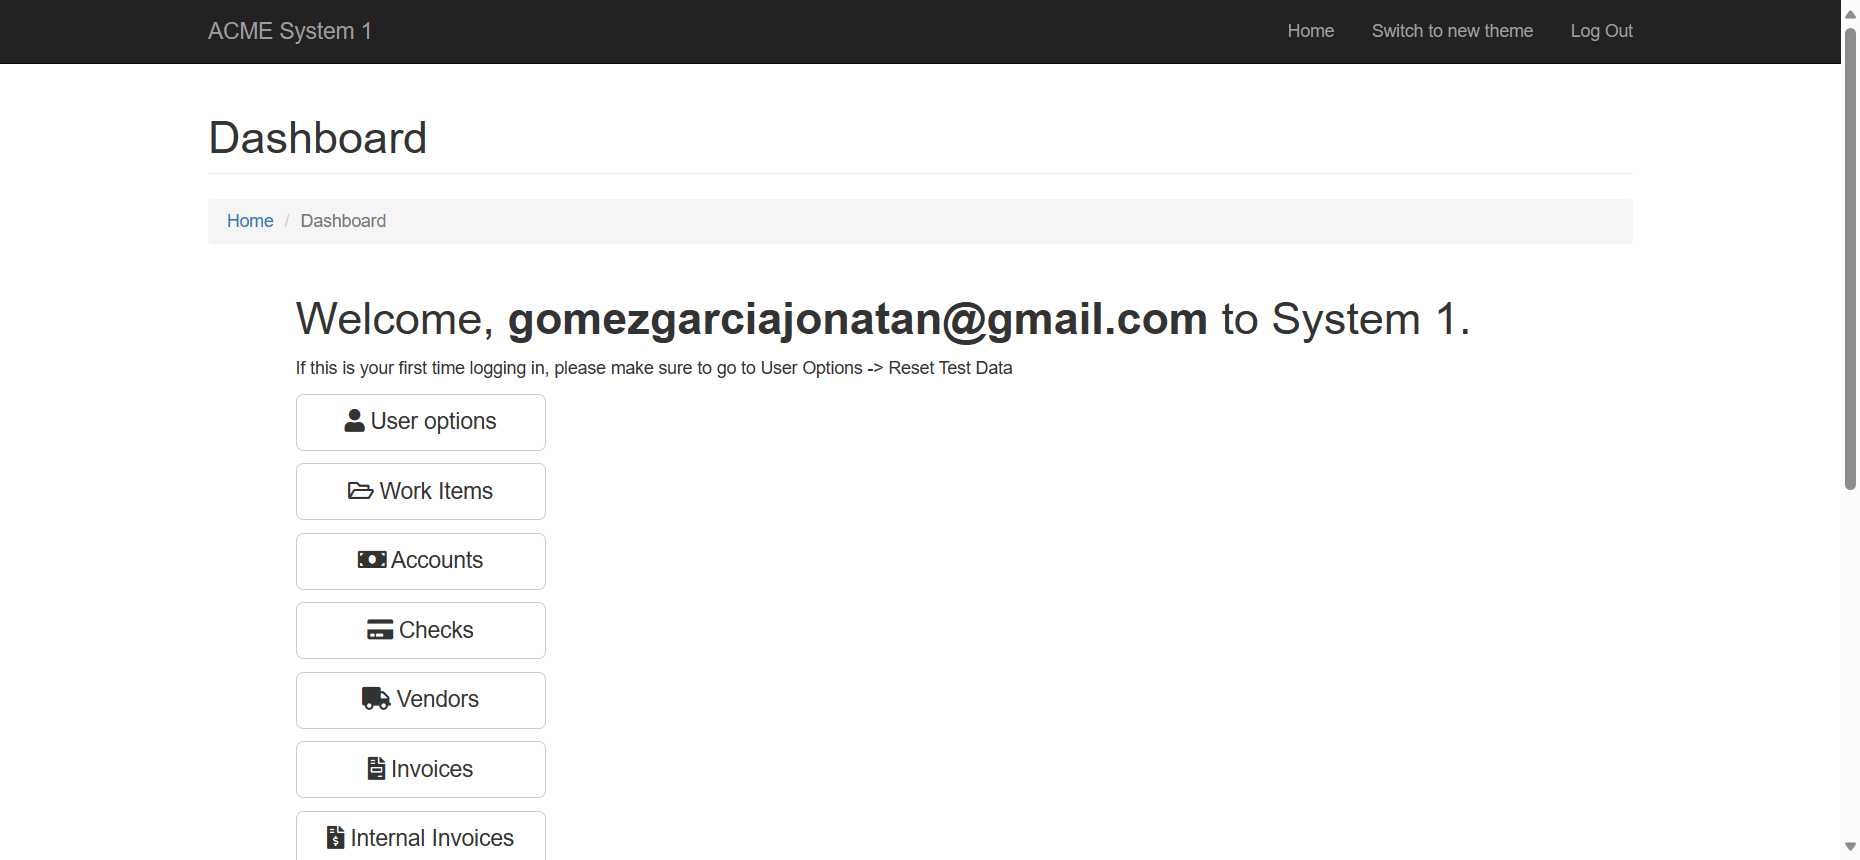 ACME System 1
Home
Switch to new theme
Log Out
Dashboard
Home / Dashboard
Welcome, gomezgarciajonatan@gmail.com to System 1.
If this is your first time logging in, please make sure to go to User Options -> Reset Test Data
User options
Work Items
Accounts
Checks
Vendors
Invoices
Internal Invoices